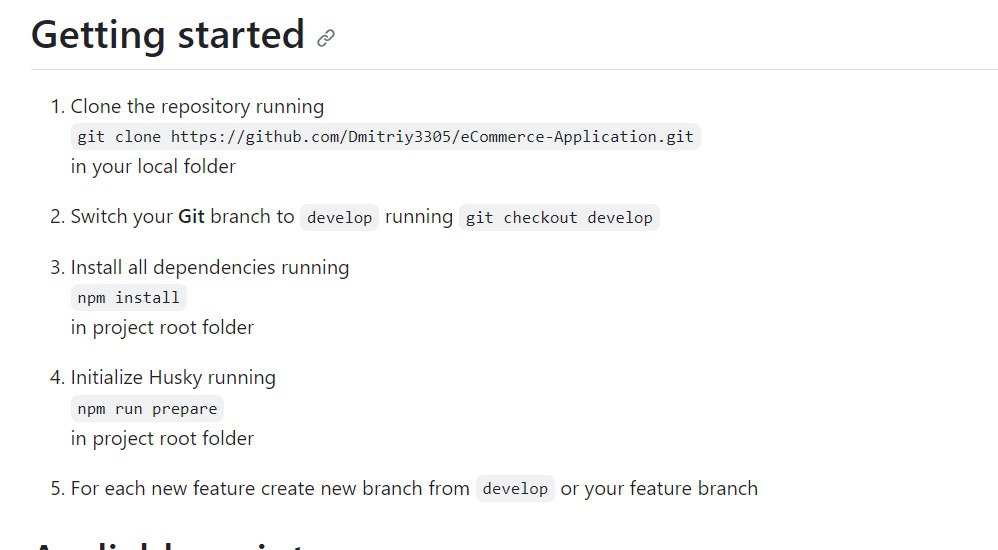 Getting started
1. Clone the repository running
git clone https://github.com/Dmitriy3305/eCommerce-Application.git
in your local folder
2. Switch your Git branch to develop running git checkout develop
3. Install all dependencies running
npm install
in project root folder
4. Initialize Husky running
npm run prepare
in project root folder
5. For each new feature create new branch from develop or your feature branch